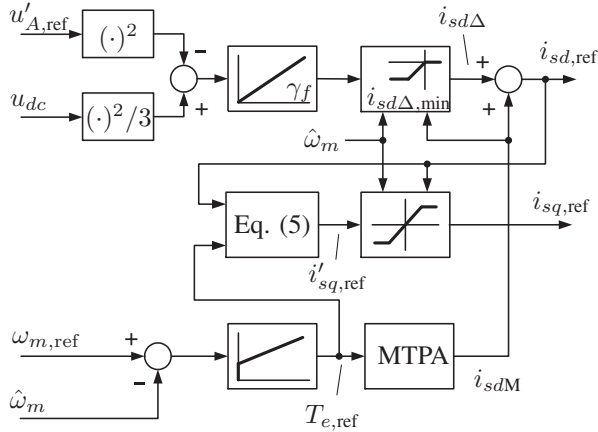 u′_{A,ref}
(·)²
−
i_{sdΔ}
i_{sd,ref}
+
γ_f
u_{dc}
(·)²/3
+
i_{sdΔ,min}
+
ω̂_m
Eq. (5)
i_{sq,ref}
i′_{sq,ref}
ω_{m,ref}
+
−
MTPA
ω̂_m
i_{sdM}
T_{e,ref}